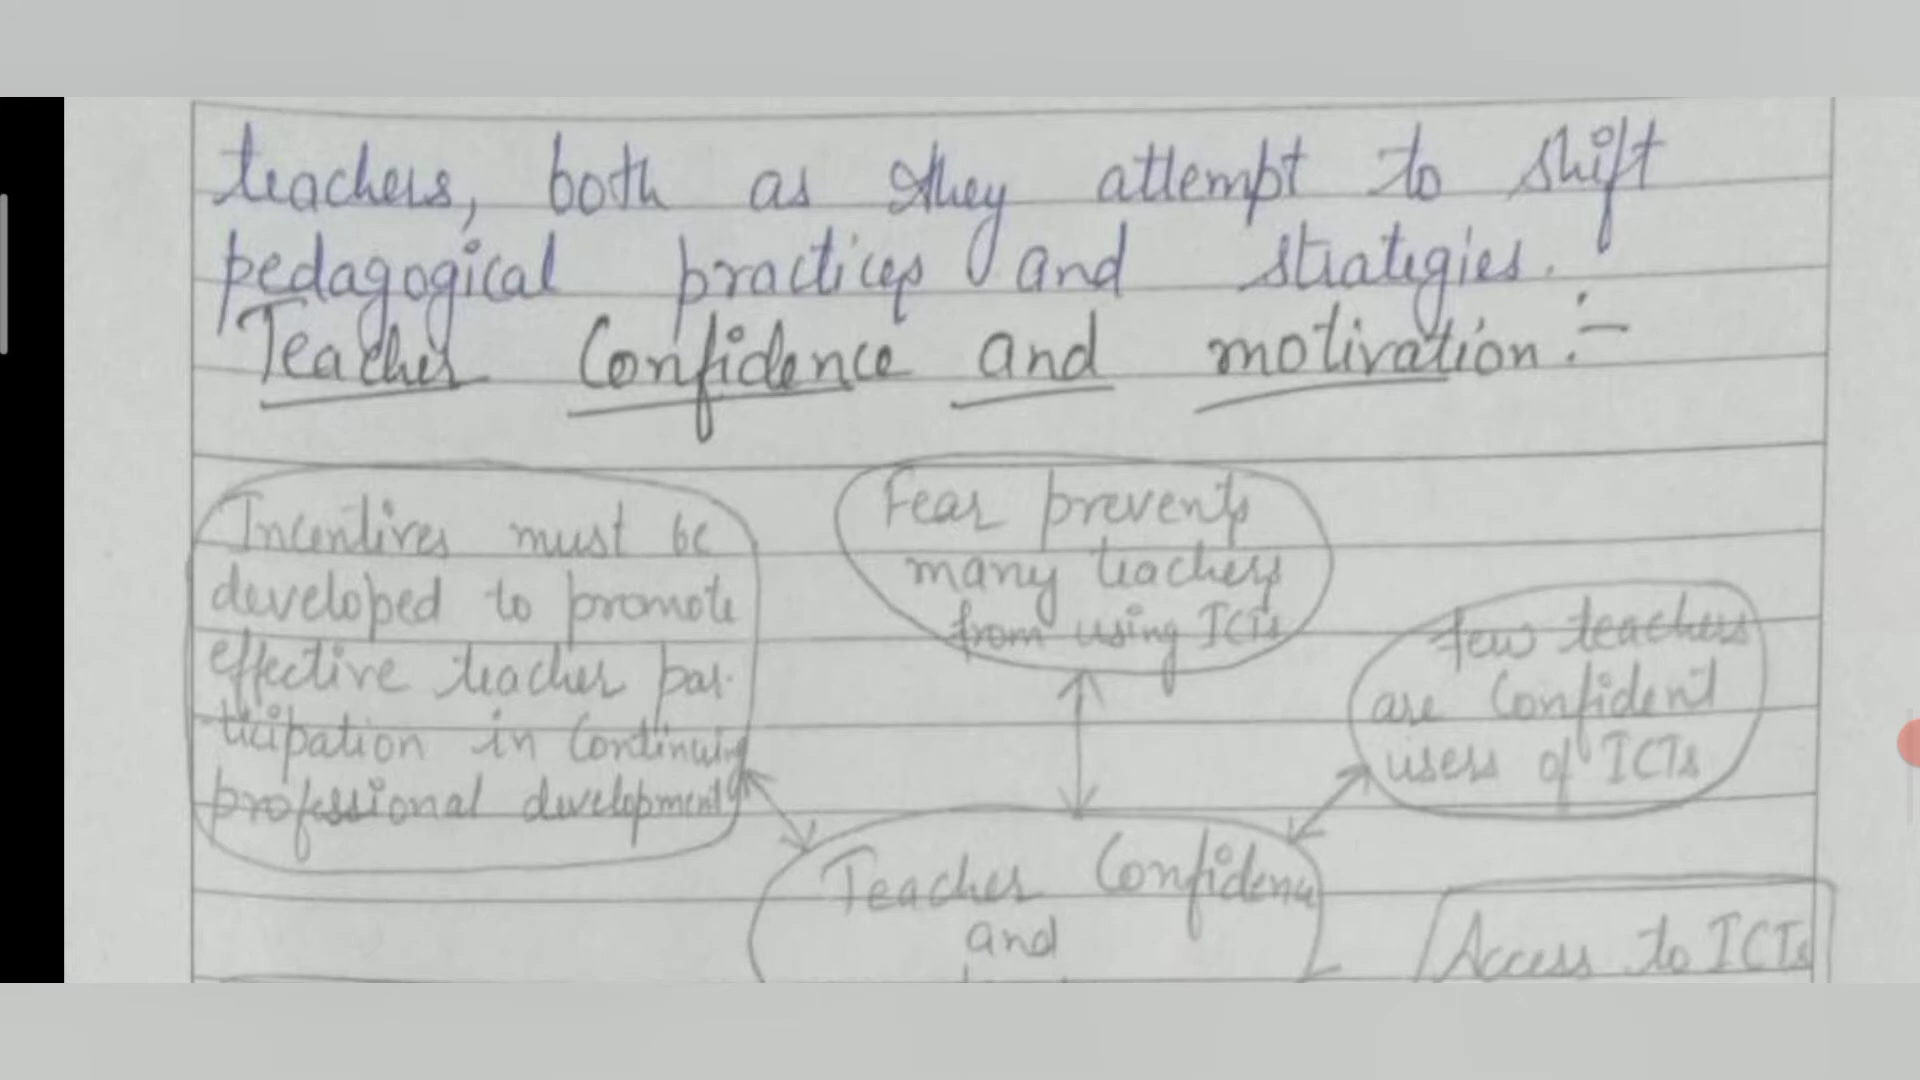 teachers, both as they attempt to shift
pedagogical practices and strategies.
Teacher Confidence and motivation :-
Incentives must be
developed to promote
effective teacher par-
ticipation in Continuing
professional development
Fear prevents
many teachers
from using ICTs
few teachers
are Confident
users of ICTs
Teacher Confidence
and
Access to ICTs